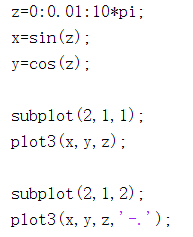 z=0:0.01:10*pi;
x=sin(z);
y=cos(z);
subplot(2,1,1);
plot3(x,y,z);
subplot(2,1,2);
plot3(x,y,z,'-.');